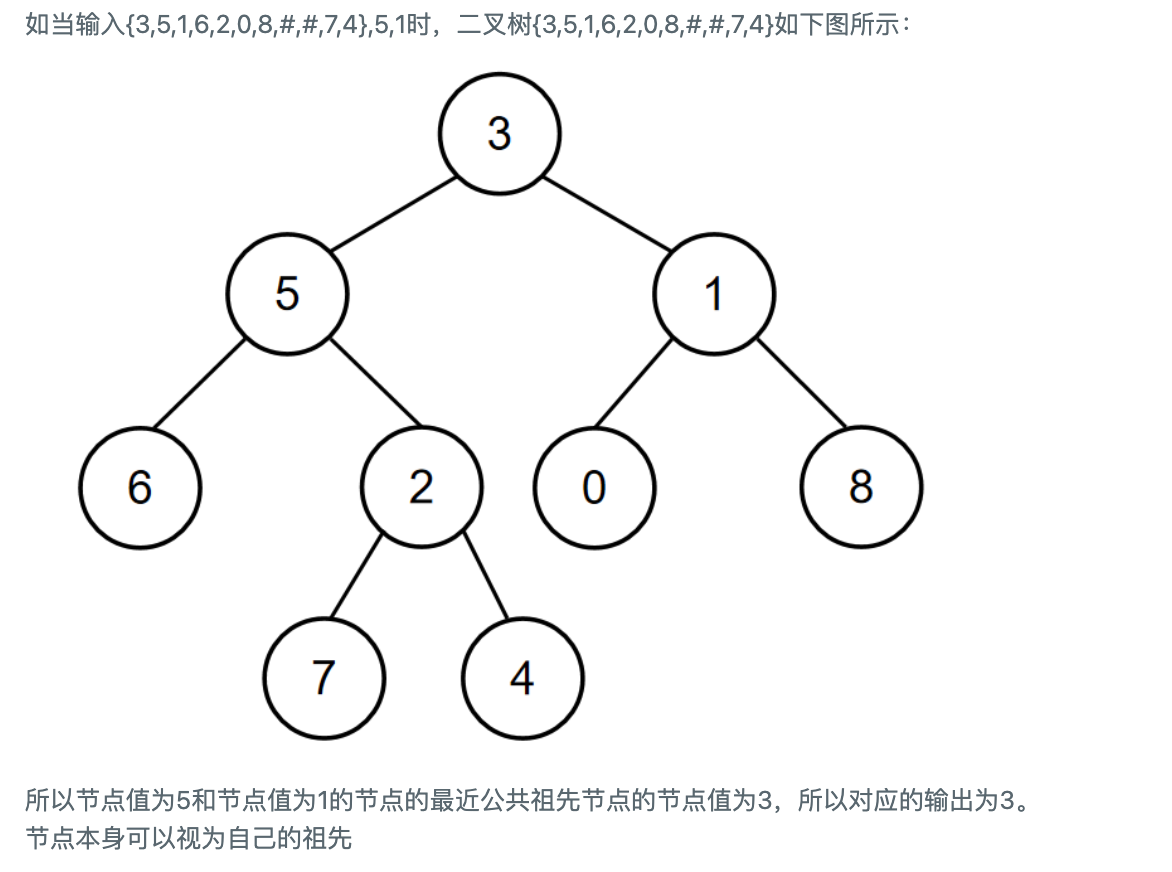 如当输入{3,5,1,6,2,0,8,#,#,7,4},5,1时，二叉树{3,5,1,6,2,0,8,#,#,7,4}如下图所示：
3
5 1
6 2 0 8
7 4
所以节点值为5和节点值为1的节点的最近公共祖先节点的节点值为3，所以对应的输出为3。
节点本身可以视为自己的祖先